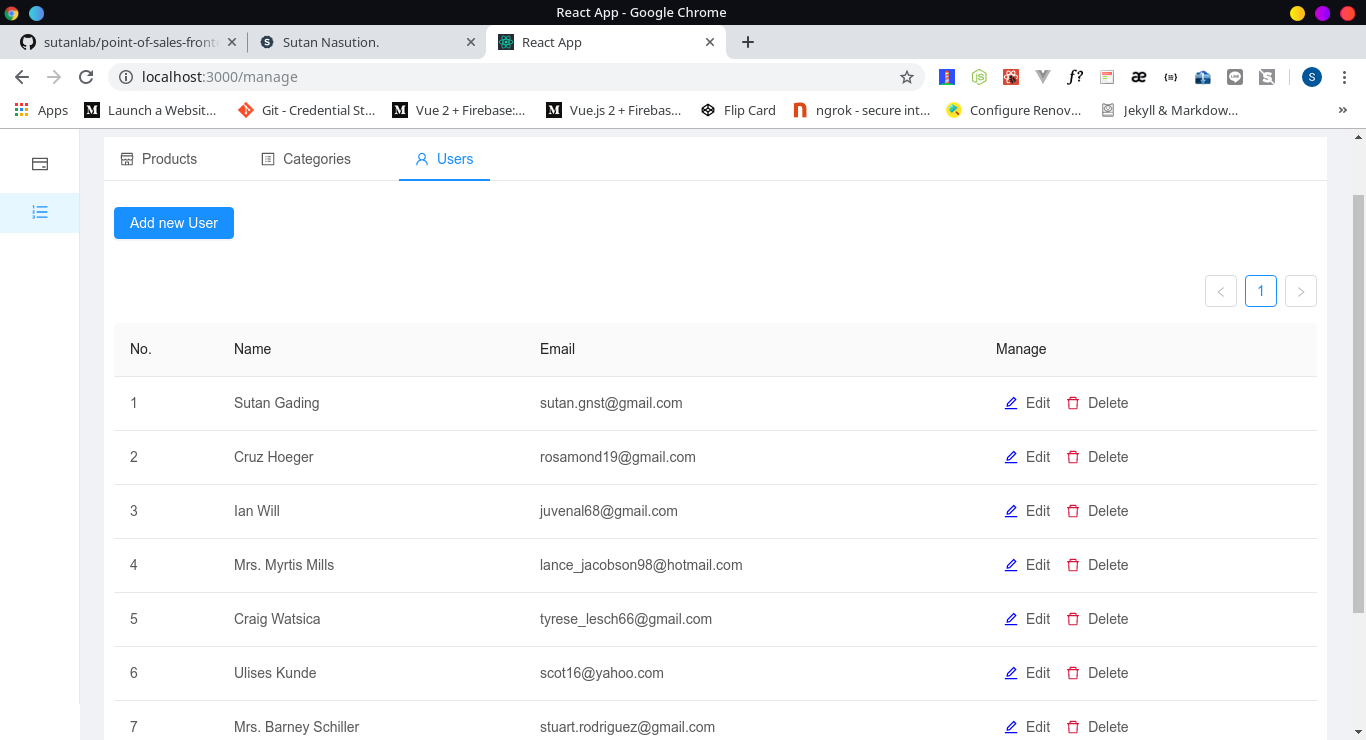 React App - Google Chrome
sutanlab/point-of-sales-front
Sutan Nasution.
React App
localhost:3000/manage
f?
æ
{=}
S
Apps
Launch a Websit...
Git - Credential St...
Vue 2 + Firebase:...
Vue.js 2 + Firebas...
Flip Card
ngrok - secure int...
Configure Renov...
Jekyll & Markdow...
»
Products
Categories
Users
Add new User
< 1 >
No. Name Email Manage
1 Sutan Gading sutan.gnst@gmail.com Edit Delete
2 Cruz Hoeger rosamond19@gmail.com Edit Delete
3 Ian Will juvenal68@gmail.com Edit Delete
4 Mrs. Myrtis Mills lance_jacobson98@hotmail.com Edit Delete
5 Craig Watsica tyrese_lesch66@gmail.com Edit Delete
6 Ulises Kunde scot16@yahoo.com Edit Delete
7 Mrs. Barney Schiller stuart.rodriguez@gmail.com Edit Delete